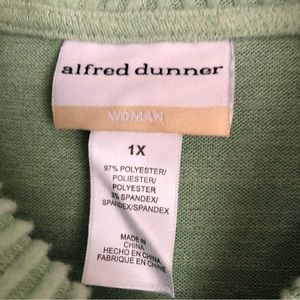 alfred dunner
WOMAN
1X
97% POLYESTER/
POLIESTER/
POLYESTER
3% SPANDEX/
SPANDEX/SPANDEX
MADE IN
CHINA
HECHO EN CHINA
FABRIQUE EN CHINE